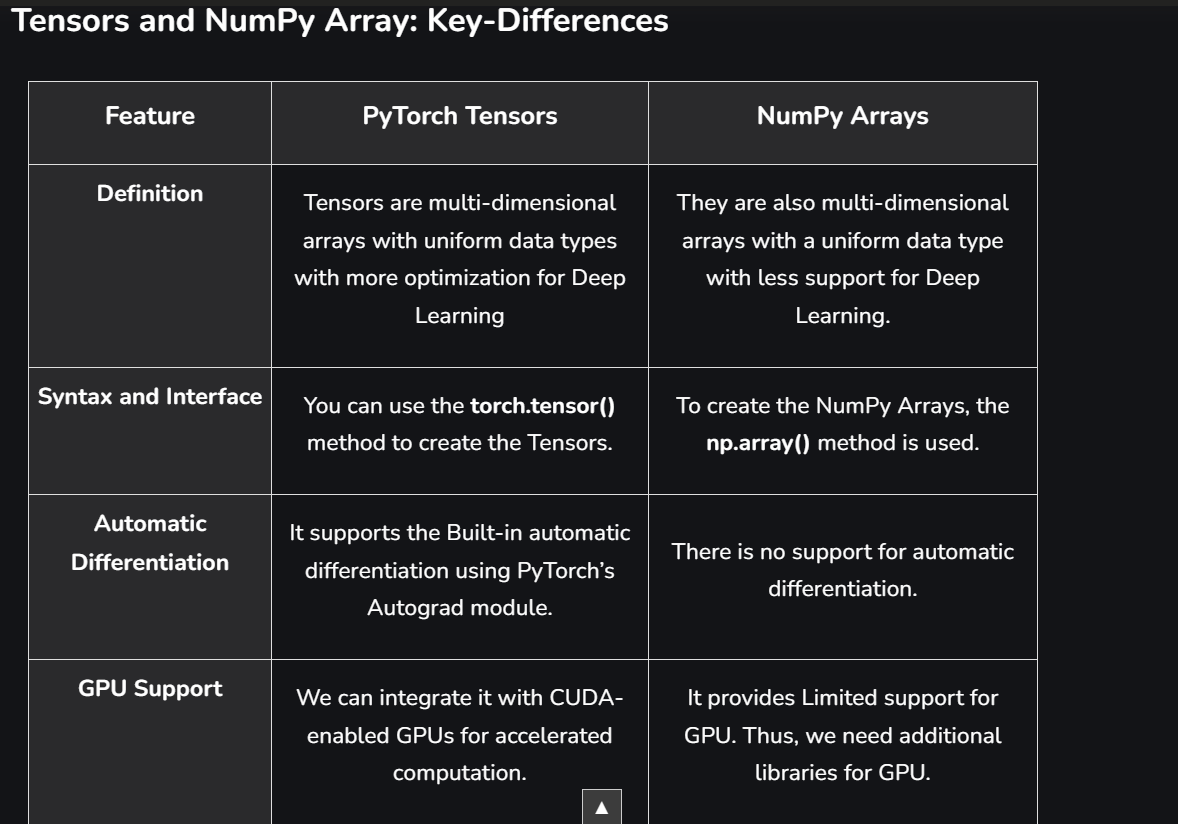 Tensors and NumPy Array: Key-Differences
Feature
PyTorch Tensors
NumPy Arrays
Definition
Tensors are multi-dimensional
arrays with uniform data types
with more optimization for Deep
Learning
They are also multi-dimensional
arrays with a uniform data type
with less support for Deep
Learning.
Syntax and Interface
You can use the torch.tensor()
method to create the Tensors.
To create the NumPy Arrays, the
np.array() method is used.
Automatic
Differentiation
It supports the Built-in automatic
differentiation using PyTorch’s
Autograd module.
There is no support for automatic
differentiation.
GPU Support
We can integrate it with CUDA-
enabled GPUs for accelerated
computation.
It provides Limited support for
GPU. Thus, we need additional
libraries for GPU.